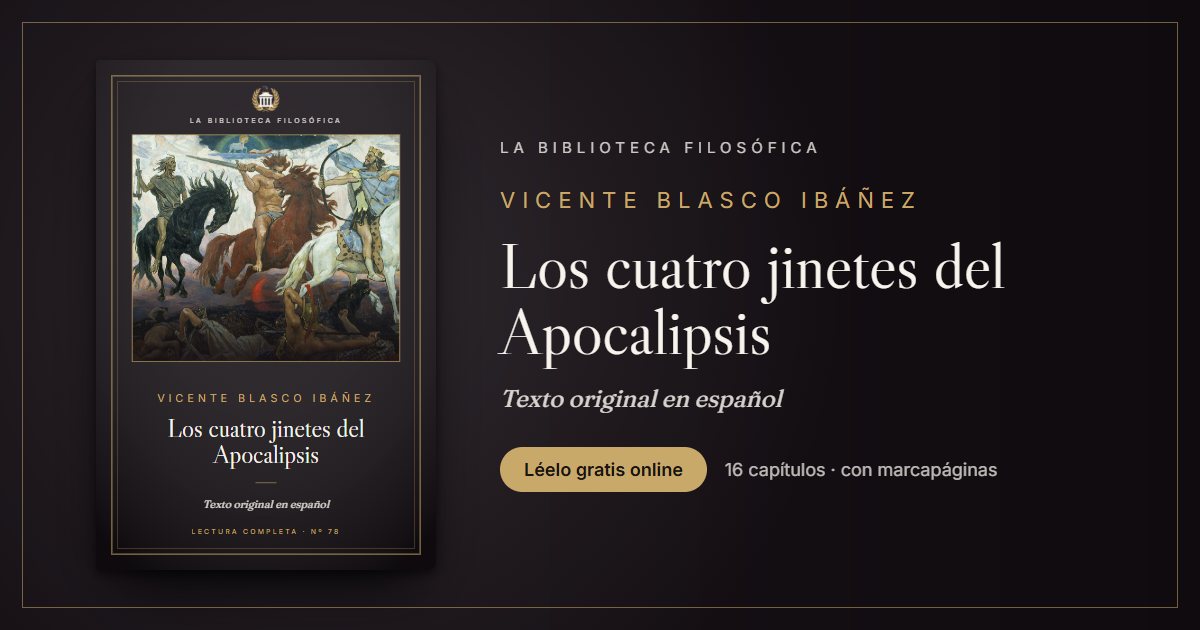 LA BIBLIOTECA FILOSÓFICA
VICENTE BLASCO IBÁÑEZ
Los cuatro jinetes del
Apocalipsis
Texto original en español
LECTURA COMPLETA · Nº 78
LA BIBLIOTECA FILOSÓFICA
VICENTE BLASCO IBÁÑEZ
Los cuatro jinetes del
Apocalipsis
Texto original en español
Léelo gratis online
16 capítulos · con marcapáginas